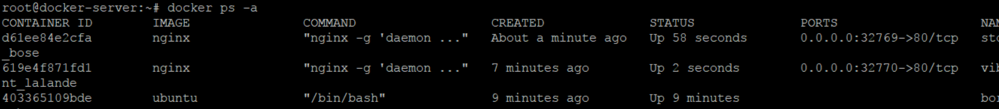 root@docker-server:~# docker ps -a
CONTAINER ID IMAGE COMMAND CREATED STATUS PORTS NAM
d61ee84e2cfa nginx "nginx -g 'daemon ..." About a minute ago Up 58 seconds 0.0.0.0:32769->80/tcp sto
_bose
619e4f871fd1 nginx "nginx -g 'daemon ..." 7 minutes ago Up 2 seconds 0.0.0.0:32770->80/tcp vib
nt_lalande
403365109bde ubuntu "/bin/bash" 9 minutes ago Up 9 minutes bor